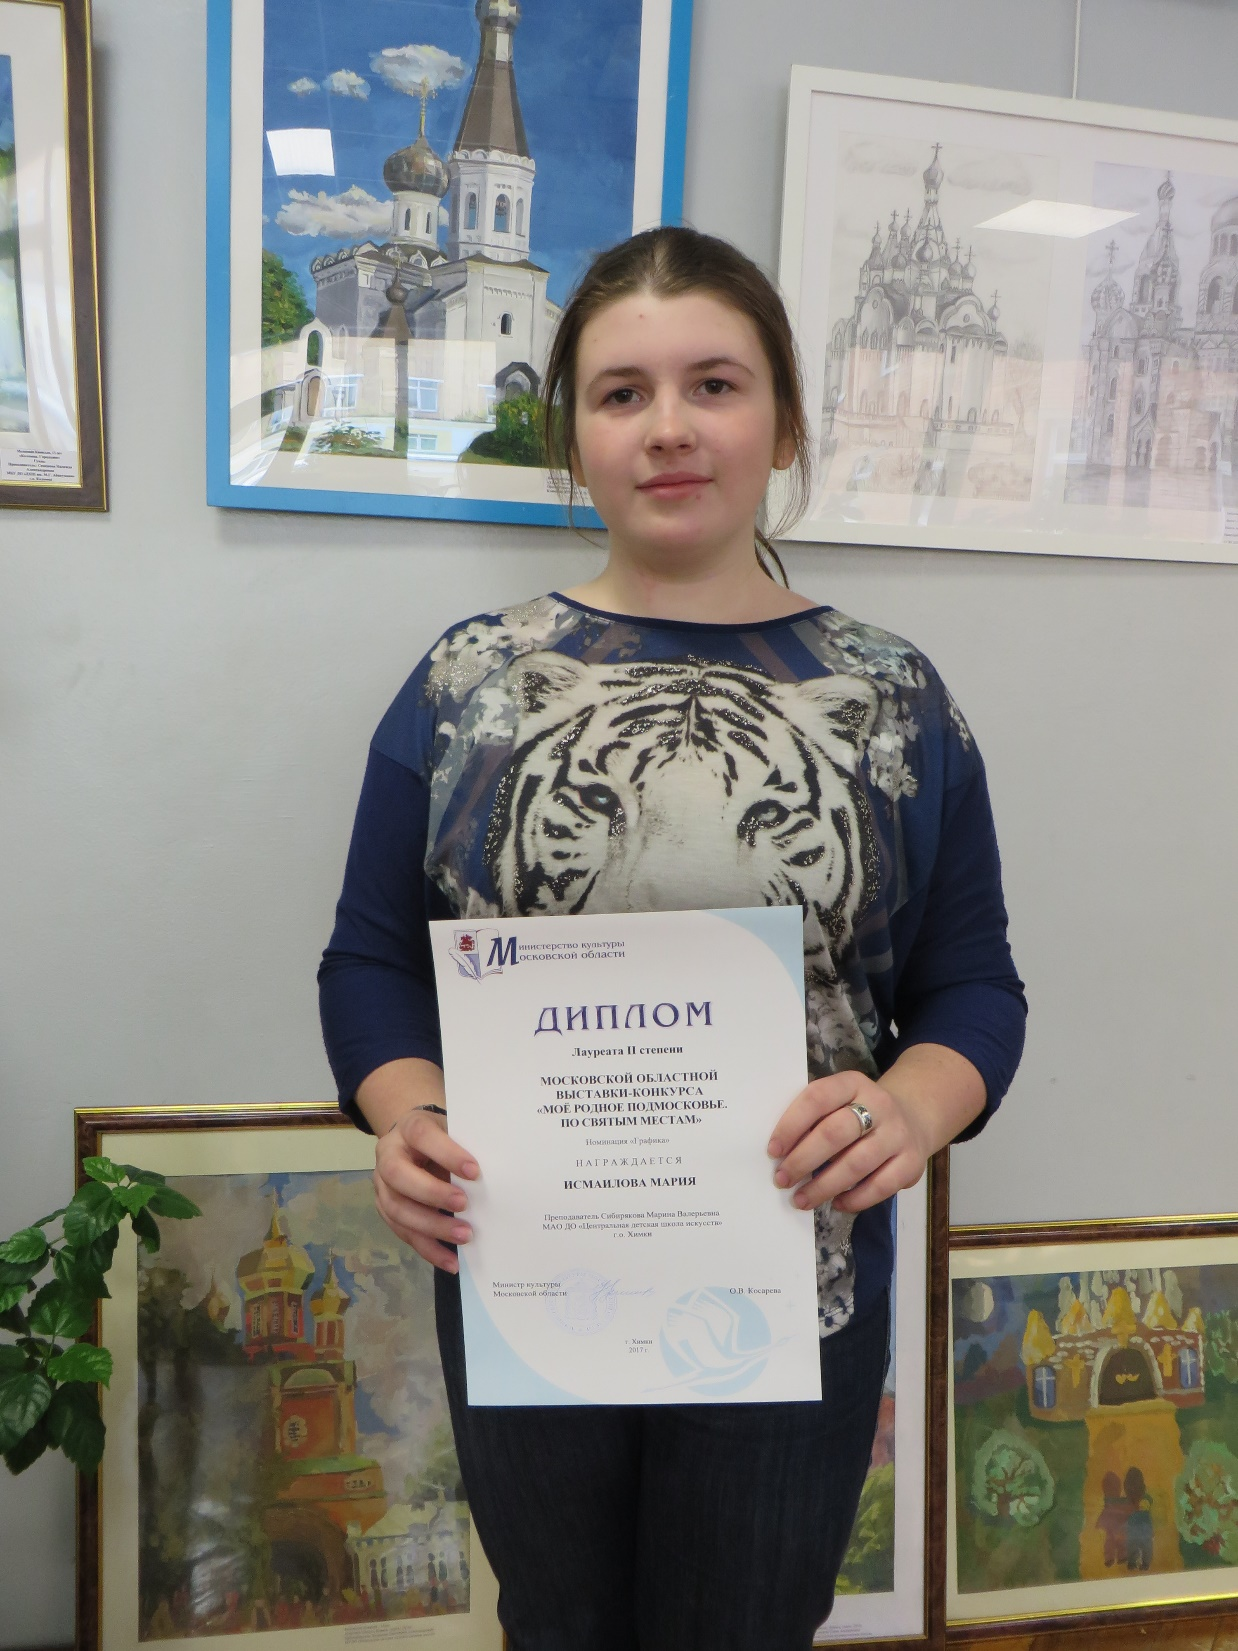 Министерство культуры
Московской области
ДИПЛОМ
Лауреата II степени
МОСКОВСКОЙ ОБЛАСТНОЙ
ВЫСТАВКИ-КОНКУРСА
«МОЁ РОДНОЕ ПОДМОСКОВЬЕ.
ПО СВЯТЫМ МЕСТАМ»
Номинация «Графика»
НАГРАЖДАЕТСЯ
ИСМАИЛОВА МАРИЯ
Преподаватель Сибирякова Марина Валерьевна
МАО ДО «Центральная детская школа искусств»
г.о. Химки
Министр культуры
Московской области
О.В. Косарева
г. Химки
2017 г.